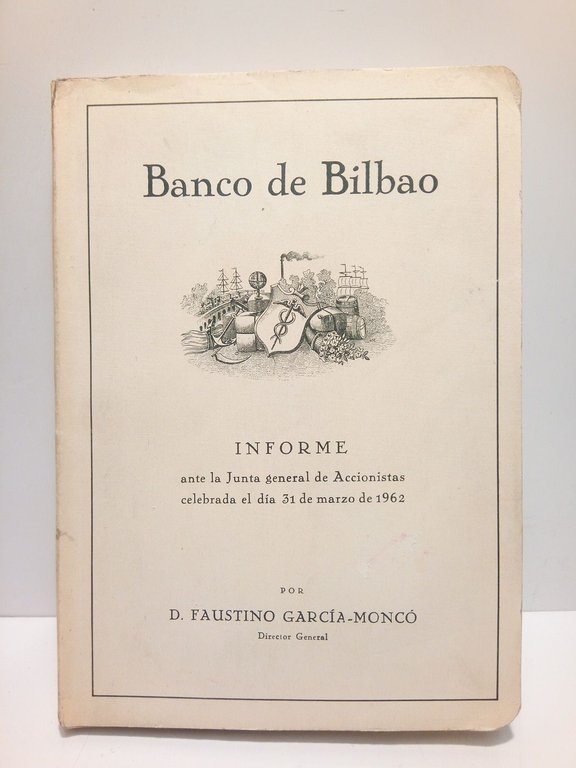 Banco de Bilbao
INFORME
ante la Junta general de Accionistas
celebrada el día 31 de marzo de 1962
POR
D. FAUSTINO GARCÍA-MONCÓ
Director General